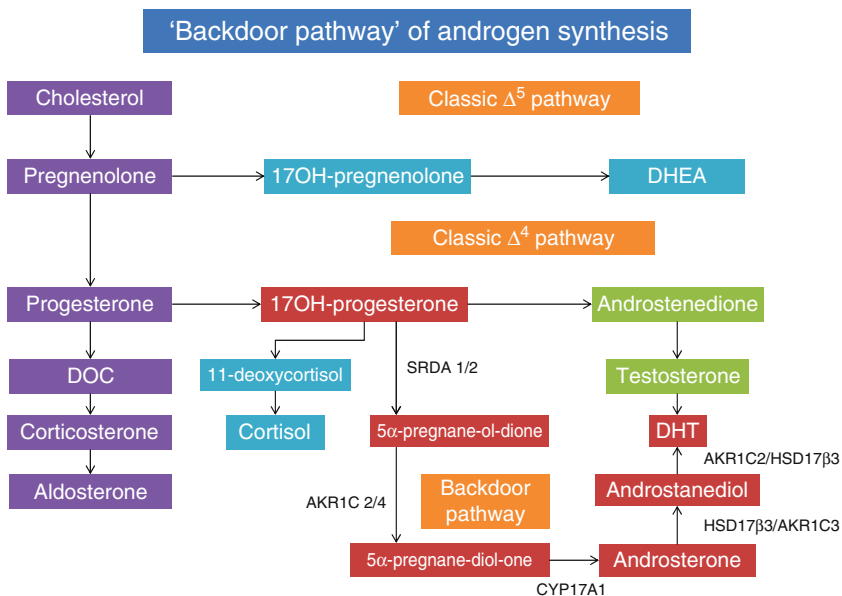 ‘Backdoor pathway’ of androgen synthesis
Cholesterol
Classic Δ⁵ pathway
Pregnenolone
17OH-pregnenolone
DHEA
Classic Δ⁴ pathway
Progesterone
17OH-progesterone
Androstenedione
DOC
11-deoxycortisol
SRDA 1/2
Testosterone
Corticosterone
Cortisol
5α-pregnane-ol-dione
DHT
AKR1C2/HSD17β3
Aldosterone
AKR1C 2/4
Backdoor
pathway
Androstanediol
HSD17β3/AKR1C3
5α-pregnane-diol-one
Androsterone
CYP17A1